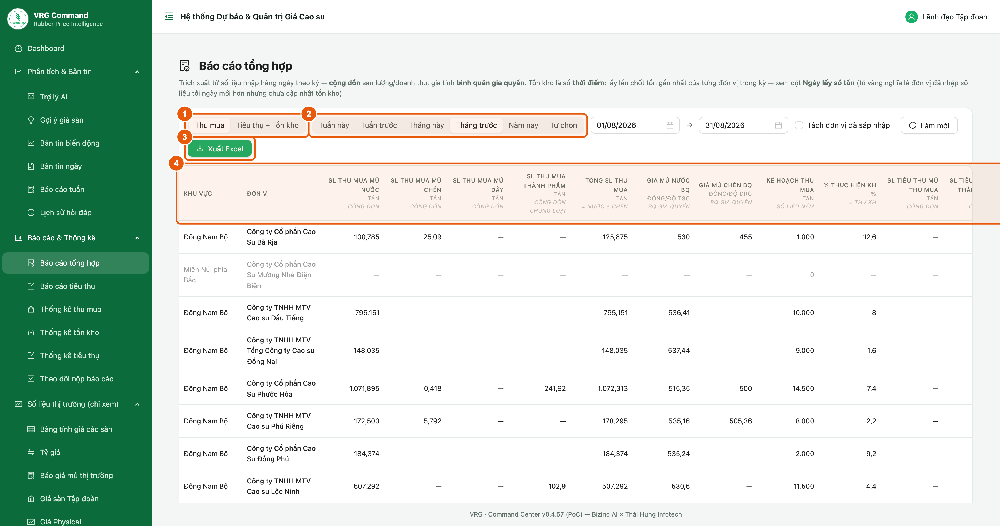 VRG Command
Rubber Price Intelligence
Dashboard
Phân tích & Bản tin
Trợ lý AI
Gợi ý giá sàn
Bản tin biến động
Bản tin ngày
Báo cáo tuần
Lịch sử hỏi đáp
Báo cáo & Thống kê
Báo cáo tổng hợp
Báo cáo tiêu thụ
Thống kê thu mua
Thống kê tồn kho
Thống kê tiêu thụ
Theo dõi nộp báo cáo
Số liệu thị trường (chỉ xem)
Bảng tính giá các sàn
Tỷ giá
Báo giá mủ thị trường
Giá sàn Tập đoàn
Giá Physical
Hệ thống Dự báo & Quản trị Giá Cao su
Lãnh đạo Tập đoàn
Báo cáo tổng hợp
Trích xuất từ số liệu nhập hàng ngày theo kỳ — cộng dồn sản lượng/doanh thu, giá tính bình quân gia quyền. Tồn kho là số thời điểm: lấy lần chốt tồn gần nhất của từng đơn vị trong kỳ — xem cột Ngày lấy số tồn (tô vàng nghĩa là đơn vị đã nhập số
liệu tới ngày mới hơn nhưng chưa cập nhật tồn kho).
1 2
Thu mua Tiêu thụ – Tồn kho Tuần này Tuần trước Tháng này Tháng trước Năm nay Tự chọn 01/08/2026 → 31/08/2026 Tách đơn vị đã sáp nhập Làm mới
3
Xuất Excel
4
KHU VỰC
ĐƠN VỊ
SL THU MUA MỦ
NƯỚC
TẤN
CỘNG DỒN
SL THU MUA MỦ
CHÉN
TẤN
CỘNG DỒN
SL THU MUA MỦ
DÂY
TẤN
CỘNG DỒN
SL THU MUA
THÀNH PHẨM
TẤN
CỘNG DỒN
CHỦNG LOẠI
TỔNG SL THU
MUA
TẤN
= NƯỚC + CHÉN
GIÁ MỦ NƯỚC
BQ
ĐỒNG/ĐỘ TSC
BQ GIA QUYỀN
GIÁ MỦ CHÉN BQ
ĐỒNG/ĐỘ DRC
BQ GIA QUYỀN
KẾ HOẠCH THU
MUA
TẤN
SỐ LIỆU NĂM
% THỰC HIỆN KH
%
= TH / KH
SL TIÊU THỤ MỦ
THU MUA
TẤN
CỘNG DỒN
SL TIÊU
Đông Nam Bộ
Công ty Cổ phần Cao
Su Bà Rịa
100,785 25,09 — — 125,875 530 455 1.000 12,6 —
Miền Núi phía
Bắc
Công ty Cổ phần Cao
Su Mường Nhé Điện
Biên
— — — — — — — 0 — —
Đông Nam Bộ
Công ty TNHH MTV
Cao su Dầu Tiếng
795,151 — — — 795,151 536,41 — 10.000 8 —
Đông Nam Bộ
Công ty TNHH MTV
Tổng Công ty Cao su
Đồng Nai
148,035 — — — 148,035 537,44 — 9.000 1,6 —
Đông Nam Bộ
Công ty Cổ phần Cao
Su Phước Hòa
1.071,895 0,418 — 241,92 1.072,313 515,35 500 14.500 7,4 —
Đông Nam Bộ
Công ty TNHH MTV
Cao su Phú Riềng
172,503 5,792 — — 178,295 535,16 505,36 8.000 2,2 —
Đông Nam Bộ
Công ty Cổ phần Cao
Su Đồng Phú
184,374 — — — 184,374 535,24 — 2.000 9,2 —
Đông Nam Bộ
Công ty TNHH MTV
Cao su Lộc Ninh
507,292 — — 102,9 507,292 530,6 — 11.500 4,4 —
VRG · Command Center v0.4.57 (PoC) — Bizino AI × Thái Hưng Infotech